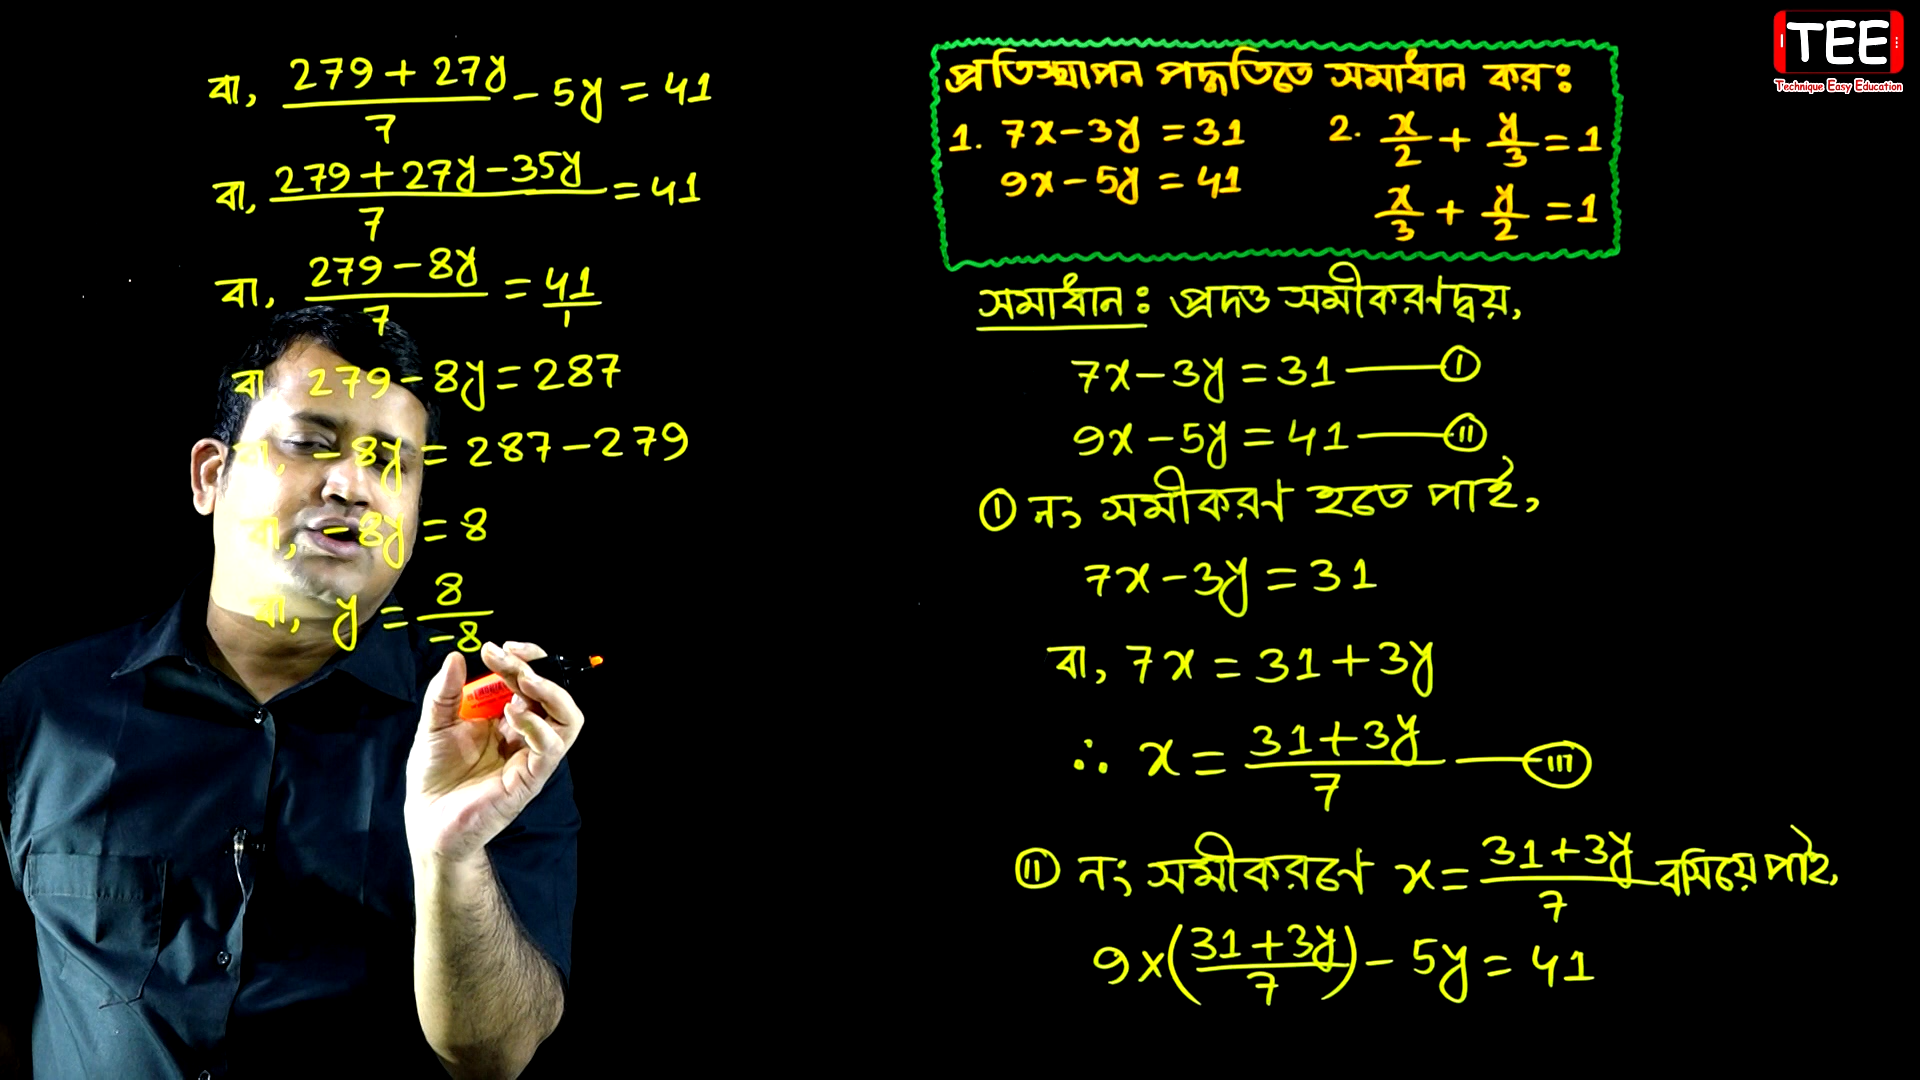 TEE
Technique Easy Education
প্রতিস্থাপন পদ্ধতিতে সমাধান কর:
1. 7x-3y = 31
9x-5y = 41
2. x/2 + y/3 = 1
x/3 + y/2 = 1
সমাধান: প্রদত্ত সমীকরণদ্বয়,
7x-3y = 31 —— (i)
9x-5y = 41 —— (ii)
(i) নং সমীকরণ হতে পাই,
7x-3y = 31
বা, 7x = 31+3y
∴ x = (31+3y)/7 —— (iii)
(ii) নং সমীকরণে x = (31+3y)/7 বসিয়ে পাই,
9×((31+3y)/7) - 5y = 41
বা, (279+27y)/7 - 5y = 41
বা, (279+27y-35y)/7 = 41
বা, (279-8y)/7 = 41/1
বা, 279-8y = 287
বা, -8y = 287-279
বা, -8y = 8
বা, y = 8/-8